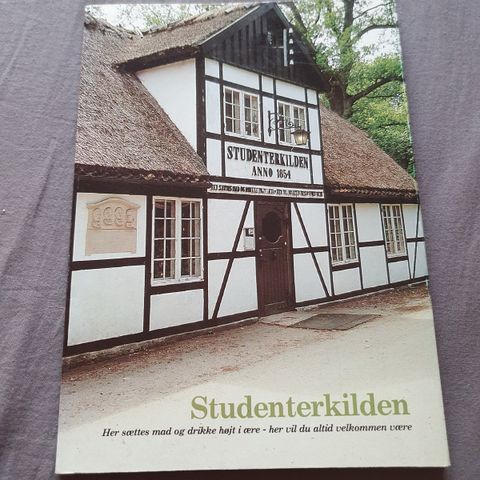 STUDENTERKILDEN
ANNO 1854
Studenterkilden
Her sættes mad og drikke højt i ære - her vil du altid velkommen være